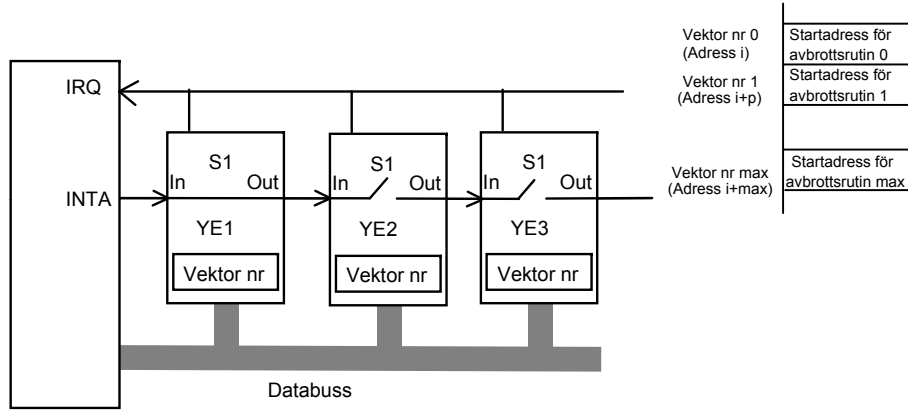 Vektor nr 0
(Adress i)
Startadress för
avbrottsrutin 0
IRQ
Vektor nr 1
(Adress i+p)
Startadress för
avbrottsrutin 1
S1
S1
S1
In
Out
In
Out
In
Out
Vektor nr max
(Adress i+max)
Startadress för
avbrottsrutin max
INTA
YE1
YE2
YE3
Vektor nr
Vektor nr
Vektor nr
Databuss